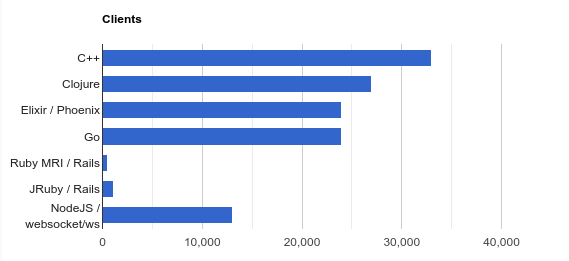 Clients
C++
Clojure
Elixir / Phoenix
Go
Ruby MRI / Rails
JRuby / Rails
NodeJS /
websocket/ws
0 10,000 20,000 30,000 40,000